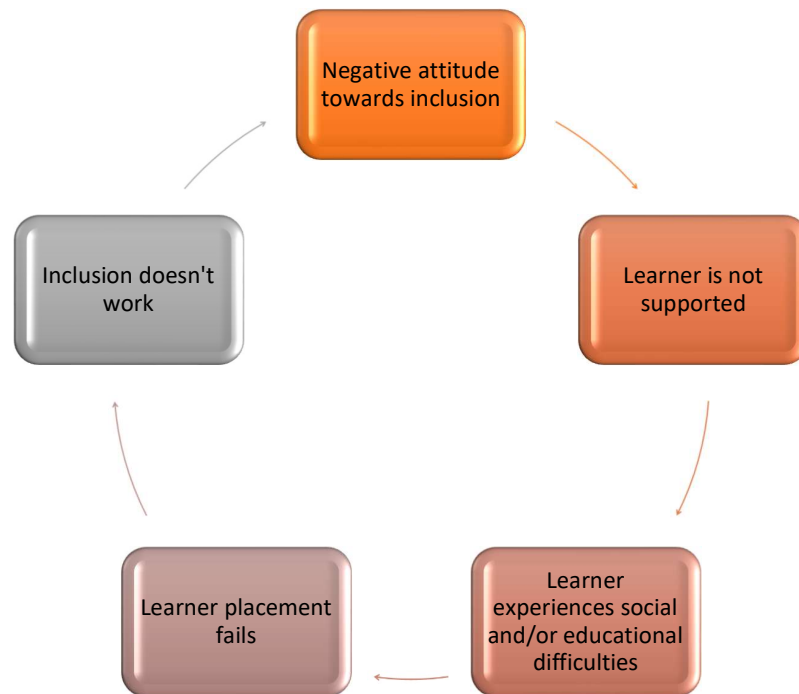 Negative attitude
towards inclusion
Learner is not
supported
Learner
experiences social
and/or educational
difficulties
Learner placement
fails
Inclusion doesn't
work